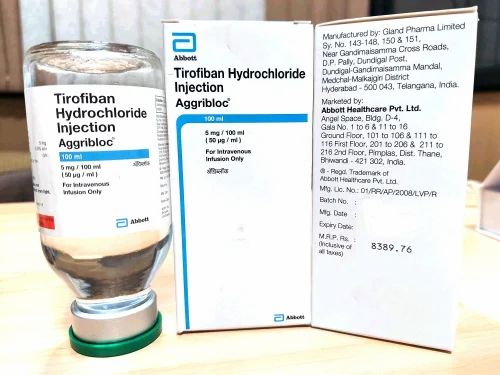 Tirofiban
Hydrochloride
Injection
Aggribloc®
100 ml
5 mg / 100 ml
( 50 µg / ml )
For Intravenous
Infusion Only
Abbott
Abbott
Tirofiban Hydrochloride
Injection
Aggribloc®
100 ml
5 mg / 100 ml
( 50 µg / ml )
For Intravenous
Infusion Only
अ‍ॅग्रिब्लॉक
Abbott
Manufactured by: Gland Pharma Limited
Sy. No. 143-148, 150 & 151,
Near Gandimaisamma Cross Roads,
D.P. Pally, Dundigal Post,
Dundigal-Gandimaisamma Mandal,
Medchal-Malkajgiri District
Hyderabad - 500 043, Telangana, India.
Marketed by:
Abbott Healthcare Pvt. Ltd.
Angel Space, Bldg. D-4,
Gala No. 1 to 6 & 11 to 16
Ground Floor, 101 to 106 & 111 to
116 First Floor, 201 to 206 & 211 to
216 2nd Floor, Pimplas, Dist. Thane,
Bhiwandi - 421 302, India.
® - Regd. Trademark of
Abbott Healthcare Pvt. Ltd.
Mfg. Lic. No.: 01/RR/AP/2008/LVP/R
Batch No. :
Mfg. Date :
Expiry Date:
M.R.P. Rs. : 8389.76
(Inclusive of
all taxes)